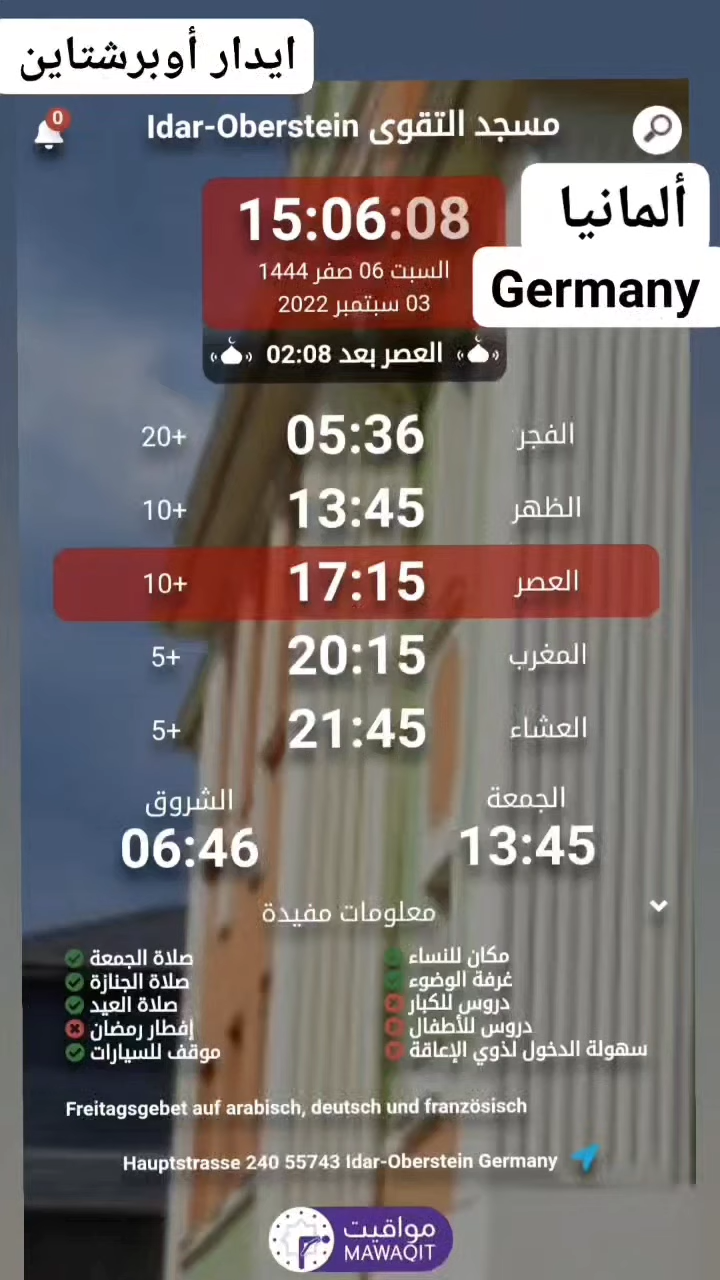 ايدار أوبرشتاين
0
مسجد التقوى Idar-Oberstein
ألمانيا
Germany
15:06:08
السبت 06 صفر 1444
03 سبتمبر 2022
العصر بعد 02:08
الفجر 05:36 +20
الظهر 13:45 +10
العصر 17:15 +10
المغرب 20:15 +5
العشاء 21:45 +5
الجمعة الشروق
13:45 06:46
معلومات مفيدة
مكان للنساء صلاة الجمعة
غرفة الوضوء صلاة الجنازة
دروس للكبار صلاة العيد
دروس للأطفال إفطار رمضان
سهولة الدخول لذوي الإعاقة موقف للسيارات
Freitagsgebet auf arabisch, deutsch und französisch
Hauptstrasse 240 55743 Idar-Oberstein Germany
مواقيت
MAWAQIT